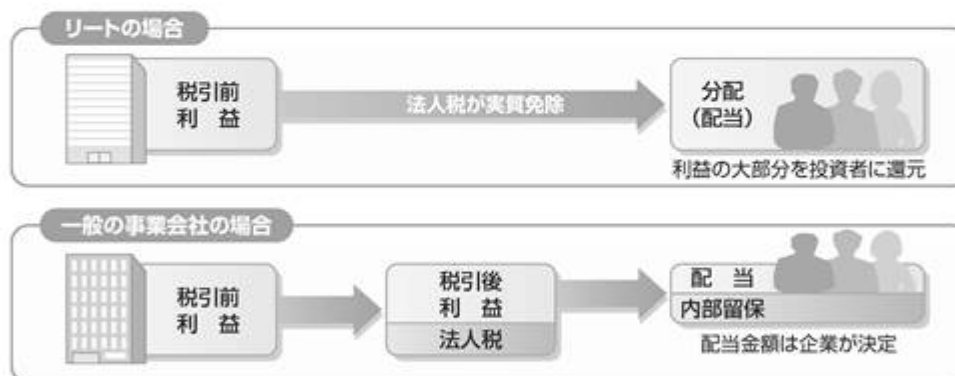 リートの場合
税引前
利　益
法人税が実質免除
分配
（配当）
利益の大部分を投資者に還元
一般の事業会社の場合
税引前
利　益
税引後
利　益
法人税
配　当
内部留保
配当金額は企業が決定